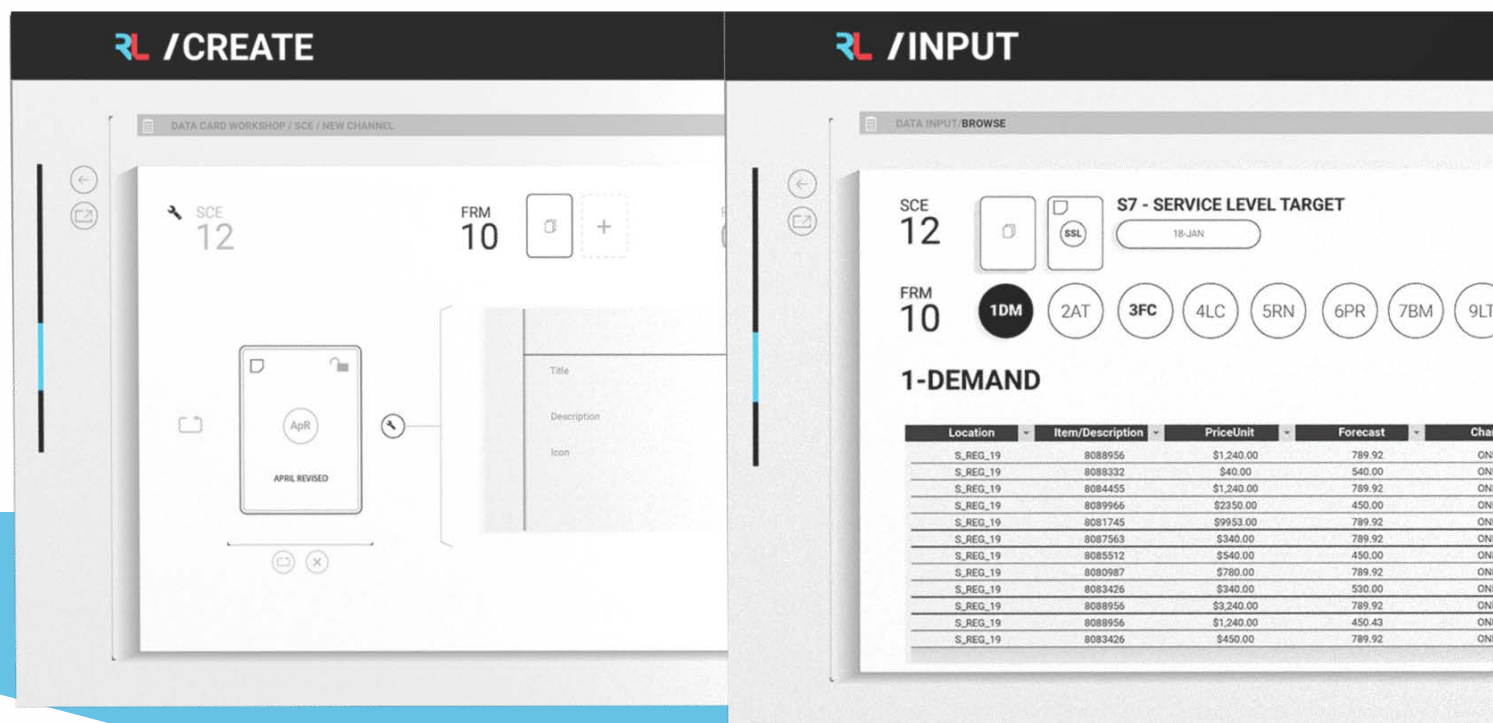 RL /CREATE
DATA CARD WORKSHOP / SCE / NEW CHANNEL
SCE
12
FRM
10
ApR
APRIL REVISED
Title
Description
Icon
RL /INPUT
DATA INPUT/BROWSE
SCE
12
SSL
S7 - SERVICE LEVEL TARGET
18-JAN
FRM
10
1DM 2AT 3FC 4LC 5RN 6PR 7BM 9LT
1-DEMAND
Location Item/Description PriceUnit Forecast
S_REG_19 8088956 $1,240.00 789.92
S_REG_19 8088332 $40.00 540.00
S_REG_19 8084455 $1,240.00 789.92
S_REG_19 8089966 $2350.00 450.00
S_REG_19 8081745 $9953.00 789.92
S_REG_19 8087563 $340.00 789.92
S_REG_19 8085512 $540.00 450.00
S_REG_19 8080987 $780.00 789.92
S_REG_19 8083426 $340.00 530.00
S_REG_19 8088956 $3,240.00 789.92
S_REG_19 8088956 $1,240.00 450.43
S_REG_19 8083426 $450.00 789.92